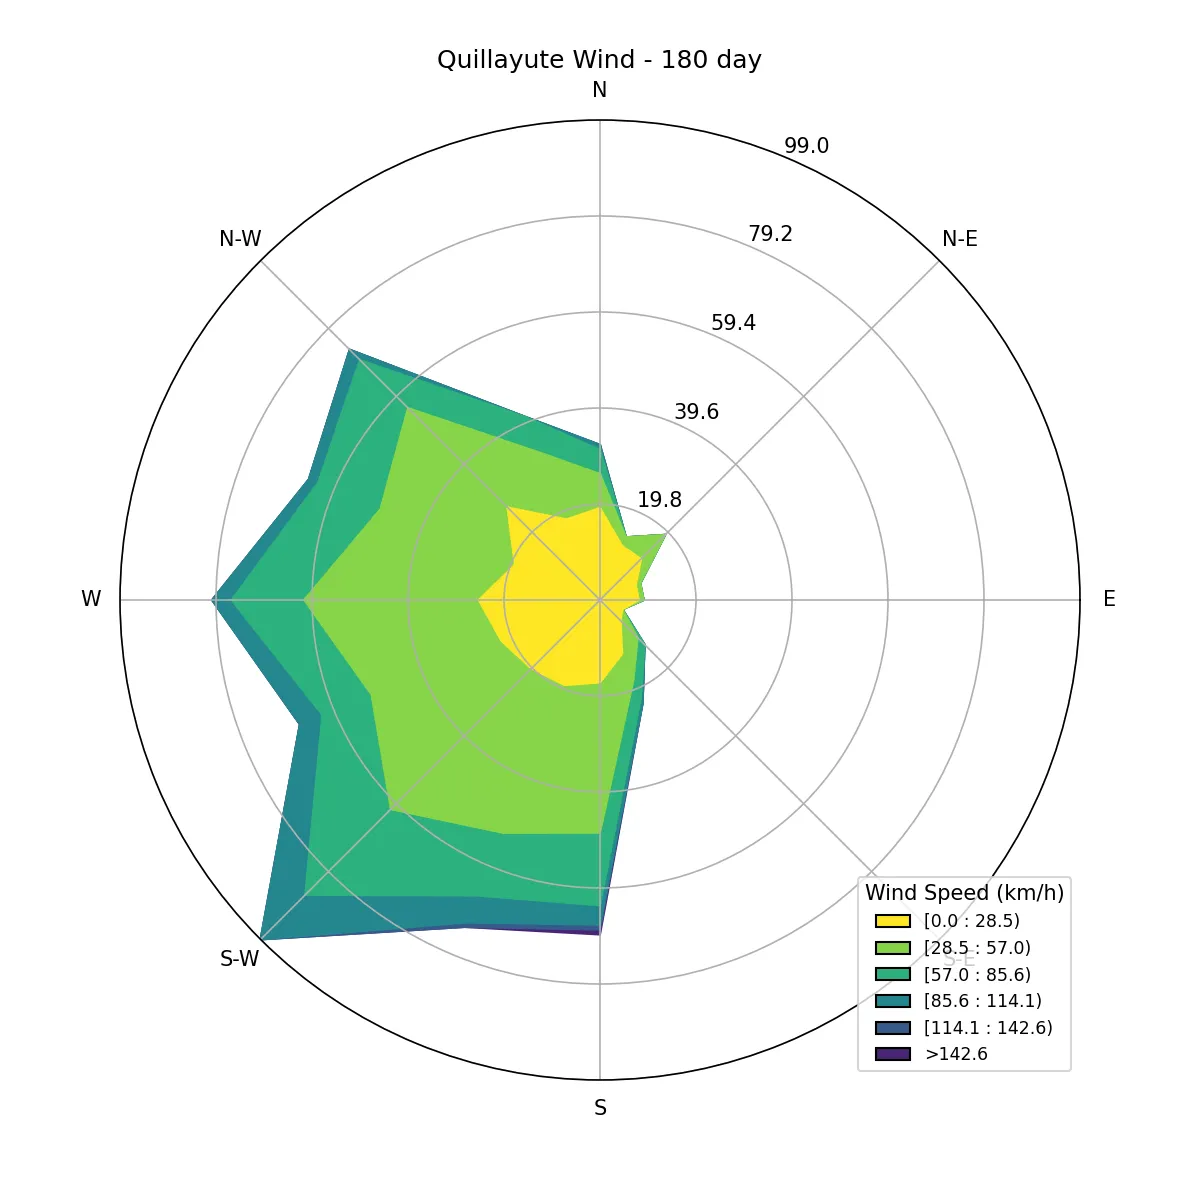 Quillayute Wind - 180 day
N
99.0
79.2
N-W
N-E
59.4
39.6
19.8
W
E
Wind Speed (km/h)
[0.0 : 28.5)
[28.5 : 57.0)
S-W
S-E
[57.0 : 85.6)
[85.6 : 114.1)
[114.1 : 142.6)
>142.6
S